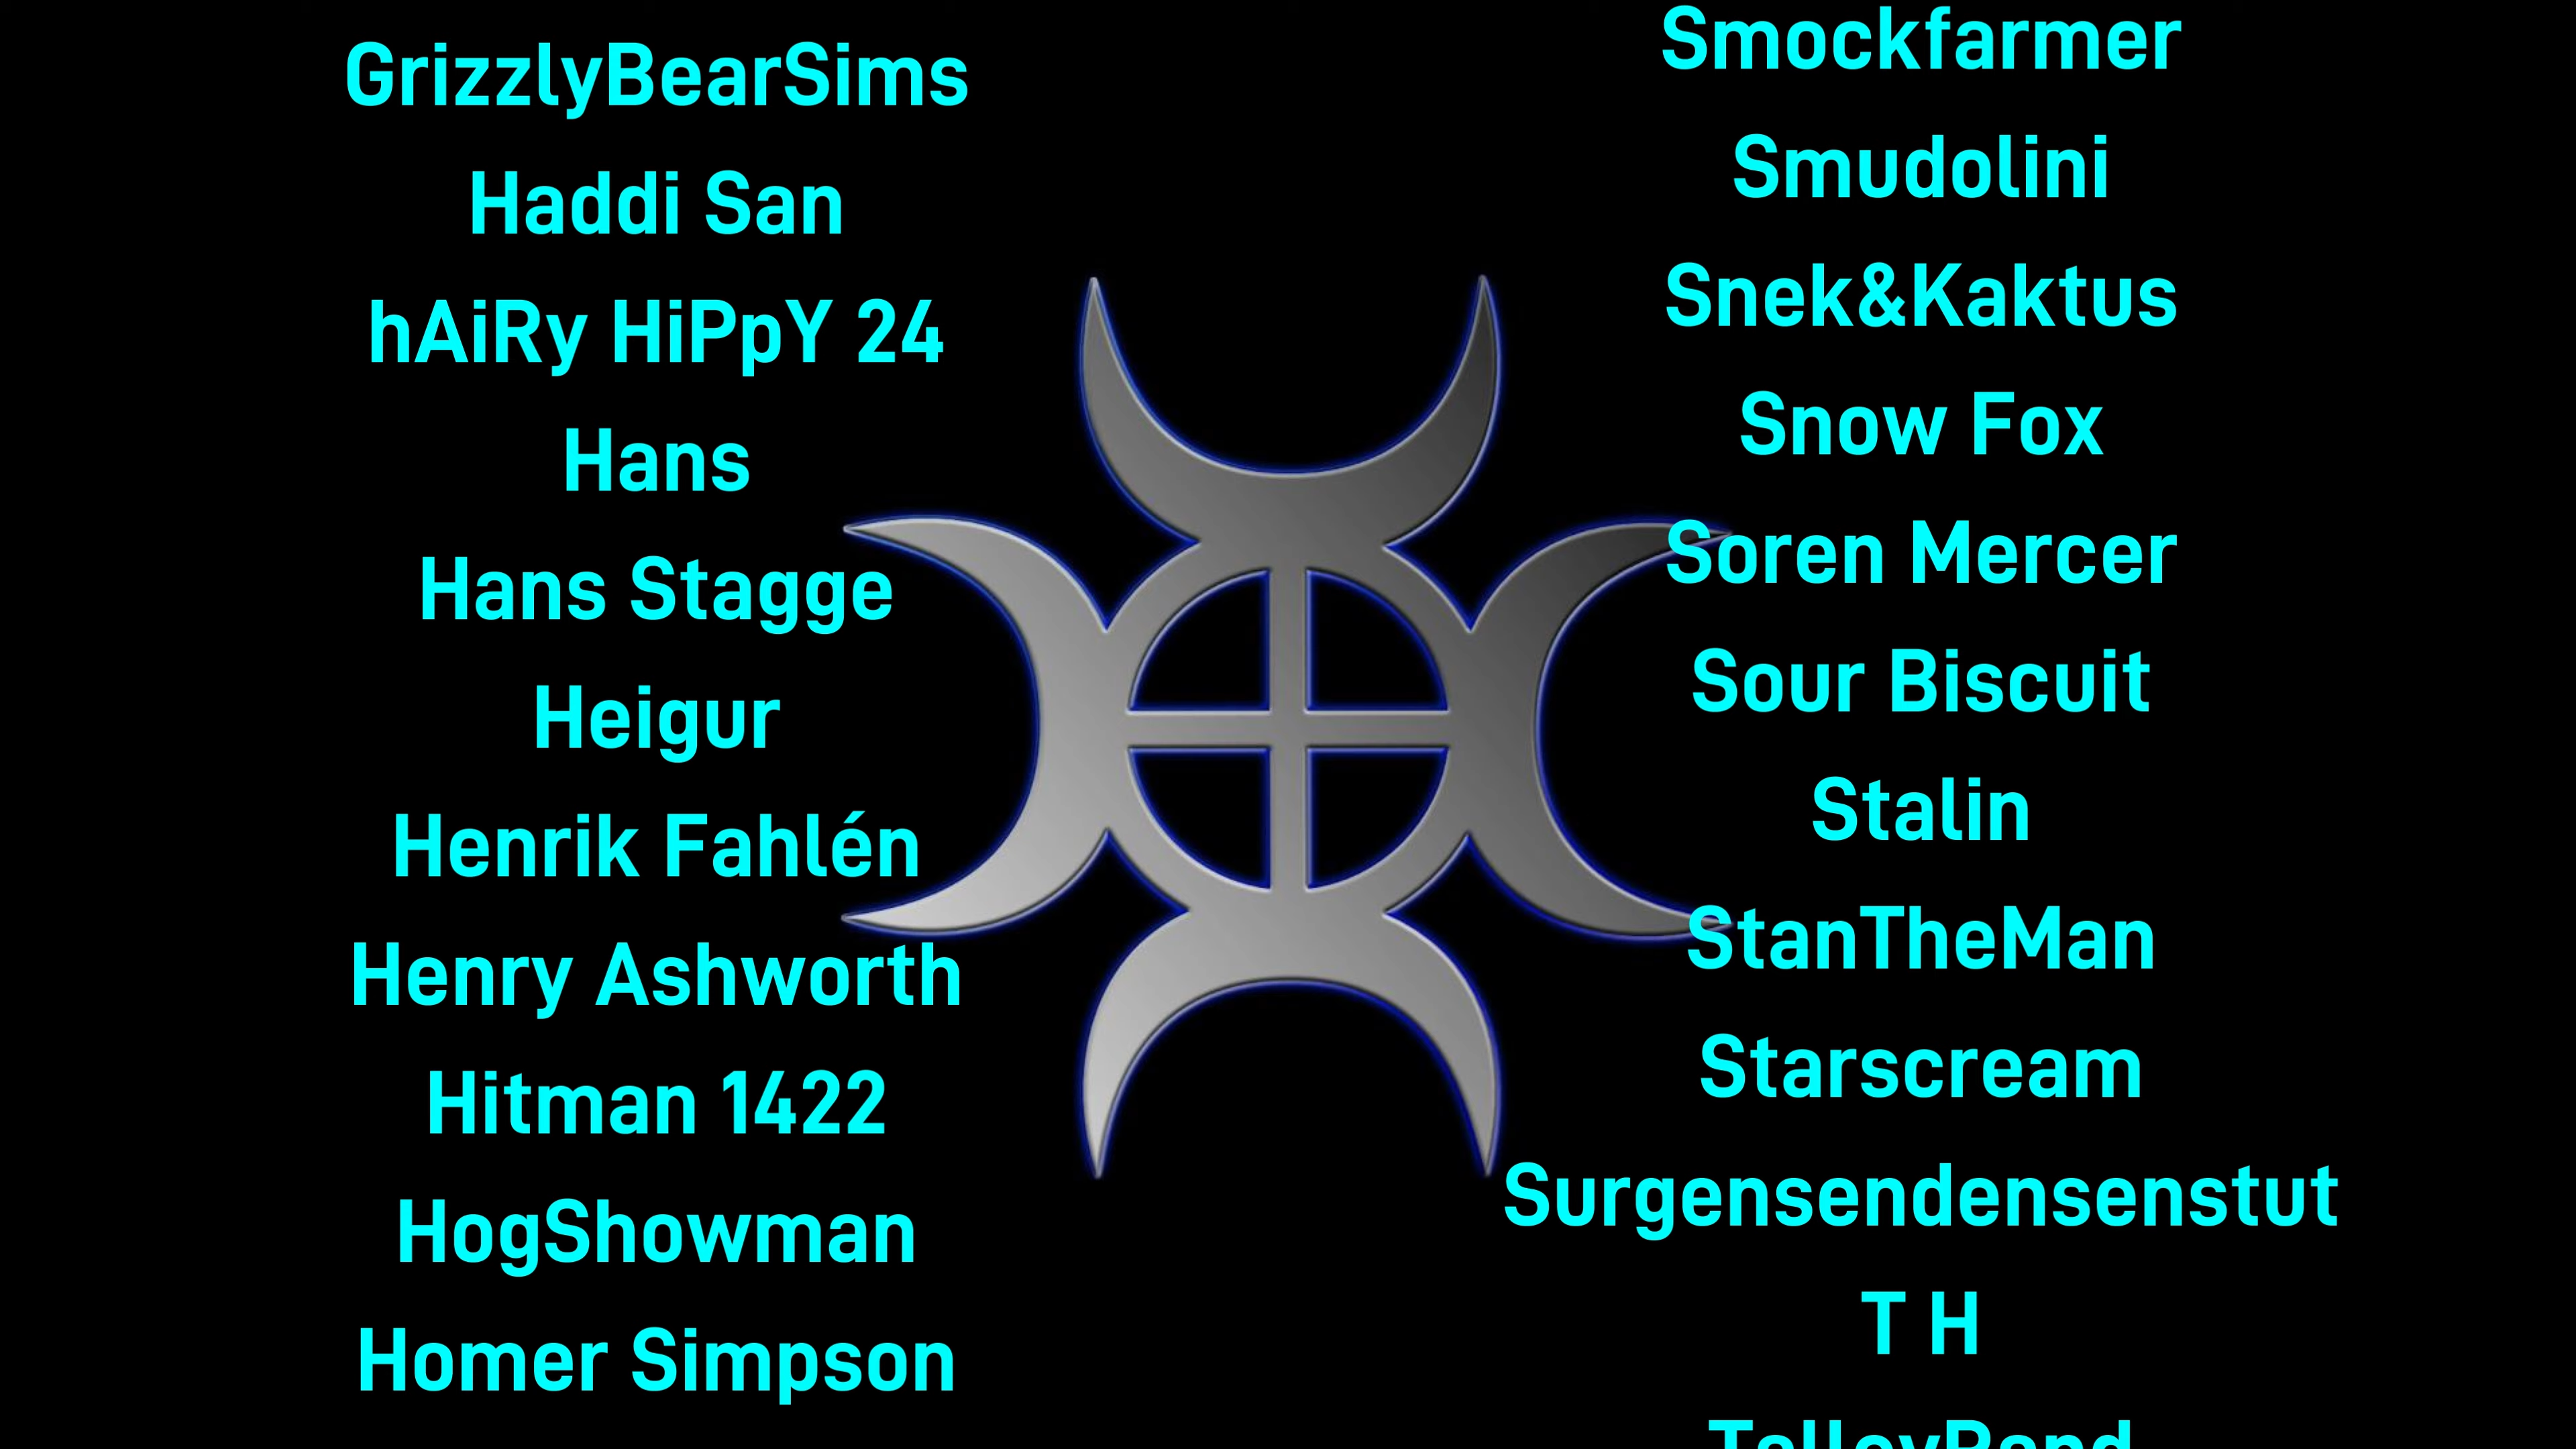 GrizzlyBearSims
Haddi San
hAiRy HiPpY 24
Hans
Hans Stagge
Heigur
Henrik Fahlén
Henry Ashworth
Hitman 1422
HogShowman
Homer Simpson
Smockfarmer
Smudolini
Snek&Kaktus
Snow Fox
Soren Mercer
Sour Biscuit
Stalin
StanTheMan
Starscream
Surgensendensenstut
T H